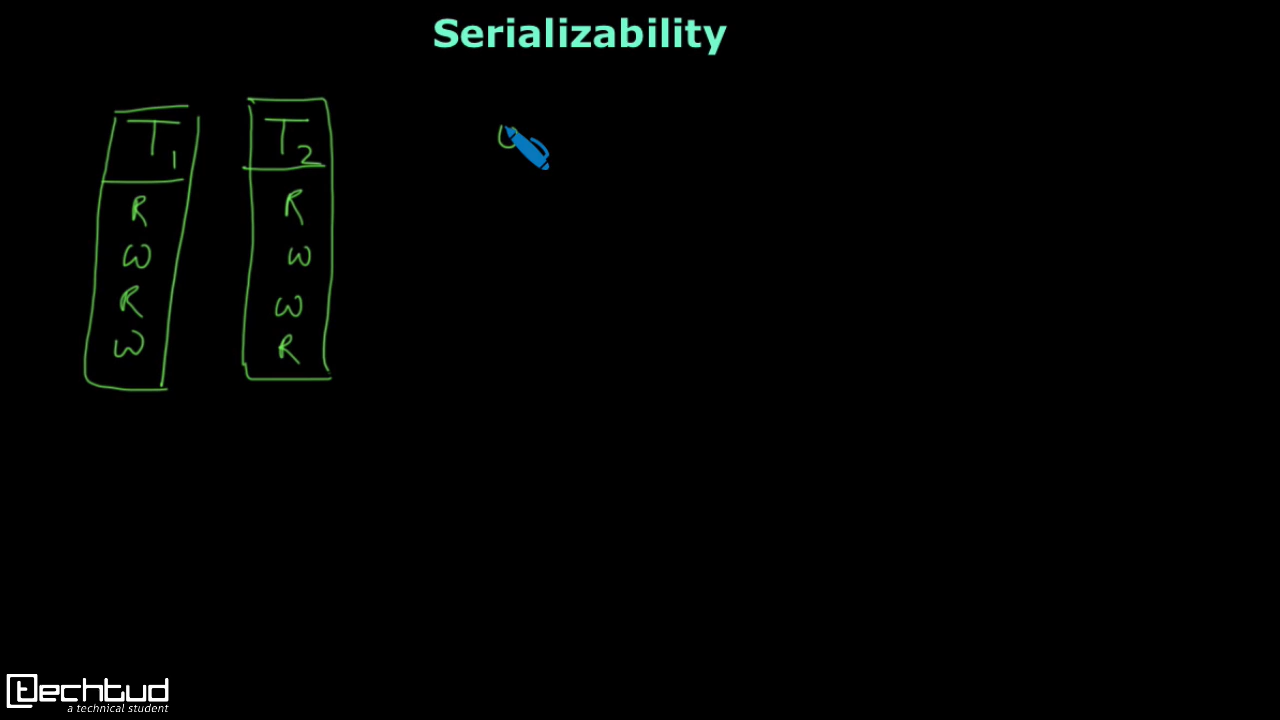 Serializability
T1 T2
R R
W W
R W
W R
techtud
a technical student